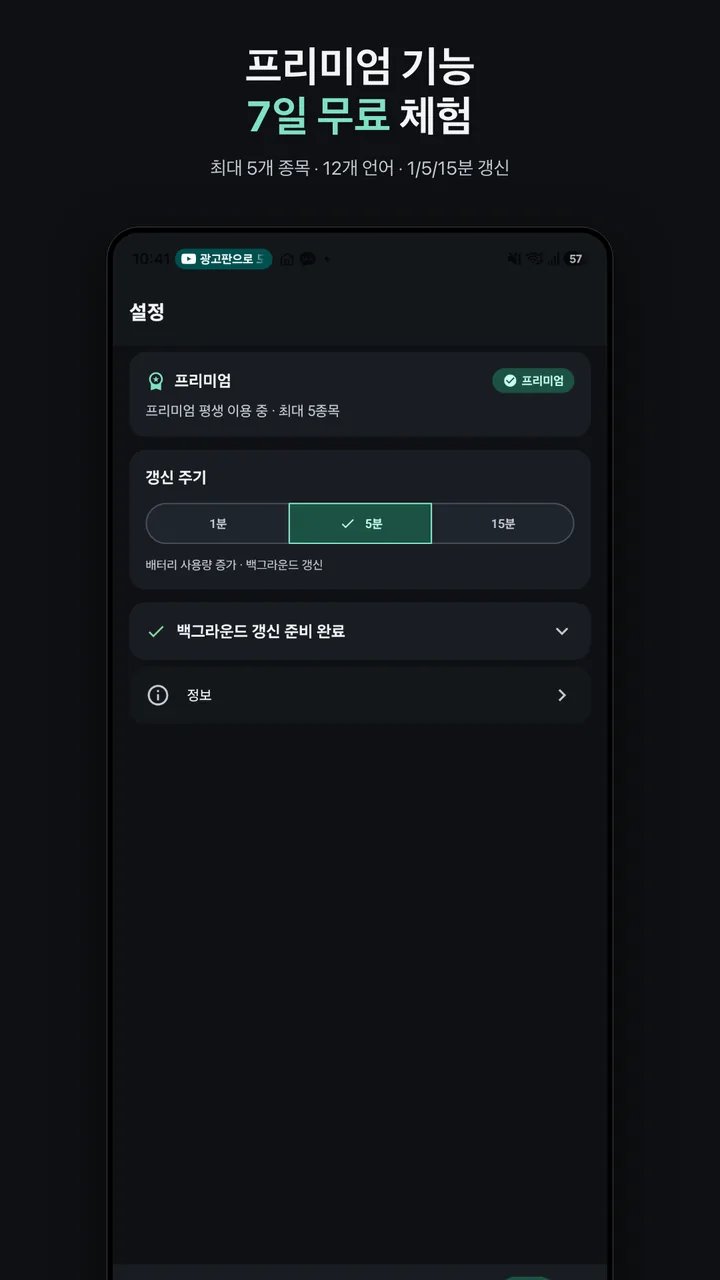 프리미엄 기능
7일 무료 체험
최대 5개 종목 · 12개 언어 · 1/5/15분 갱신
10:41
광고판으로
57
설정
프리미엄
프리미엄
프리미엄 평생 이용 중 · 최대 5종목
갱신 주기
1분
5분
15분
배터리 사용량 증가 · 백그라운드 갱신
백그라운드 갱신 준비 완료
정보